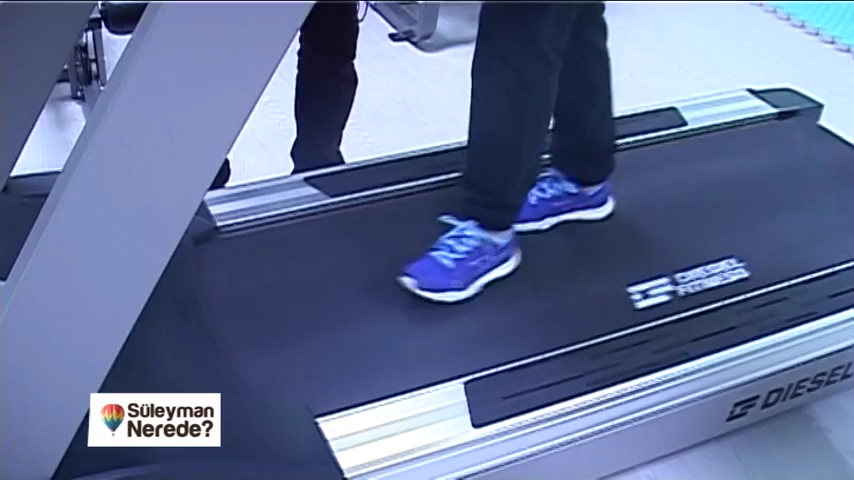 DIESEL
FITNESS
DIESEL
Süleyman
Nerede?